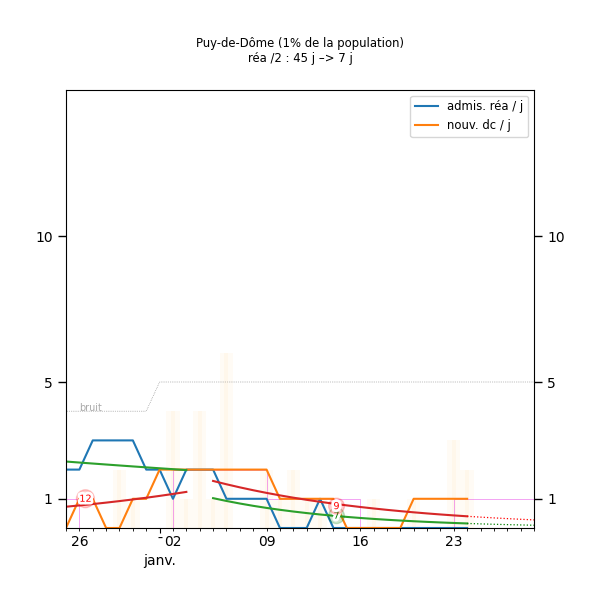 Puy-de-Dôme (1% de la population)
réa /2 : 45 j –> 7 j
admis. réa / j
nouv. dc / j
10
10
5
5
bruit
1
1
12
9
7
26
02
09
16
23
janv.